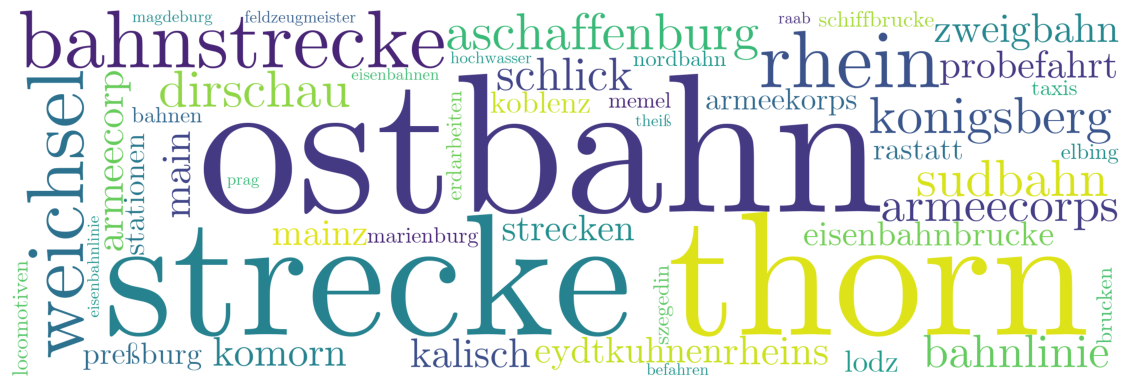 magdeburg feldzeugmeister raab schiffbrucke
bahnstrecke aschaffenburg zweigbahn
hochwasser nordbahn rhein probefahrt
eisenbahnen schlick
weichsel armeecorp dirschau koblenz memel armeekorps taxis
bahnen ostbahn theiß konigsberg
stationen main erdarbeiten rastatt elbing
prag sudbahn
armeecorps
eisenbahnlinie mainz marienburg strecken eisenbahnbrucke
locomotiven strecke szegedin thorn brucken
preßburg komorn kalisch eydtkuhnen rheins lodz bahnlinie
befahren